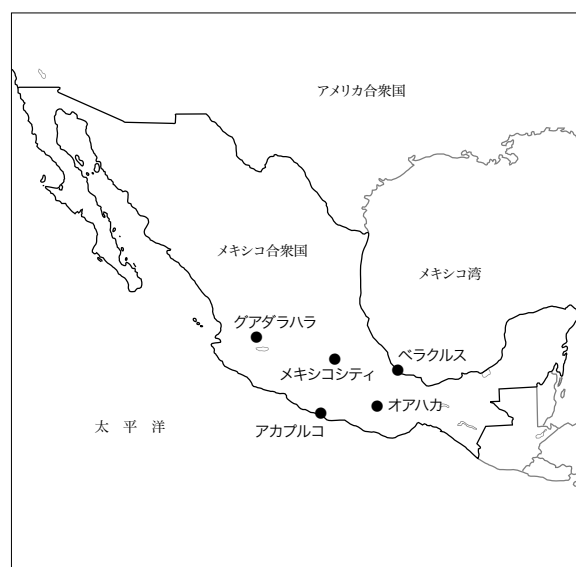 アメリカ合衆国
メキシコ合衆国
メキシコ湾
グアダラハラ
ベラクルス
メキシコシティ
オアハカ
アカプルコ
太平洋